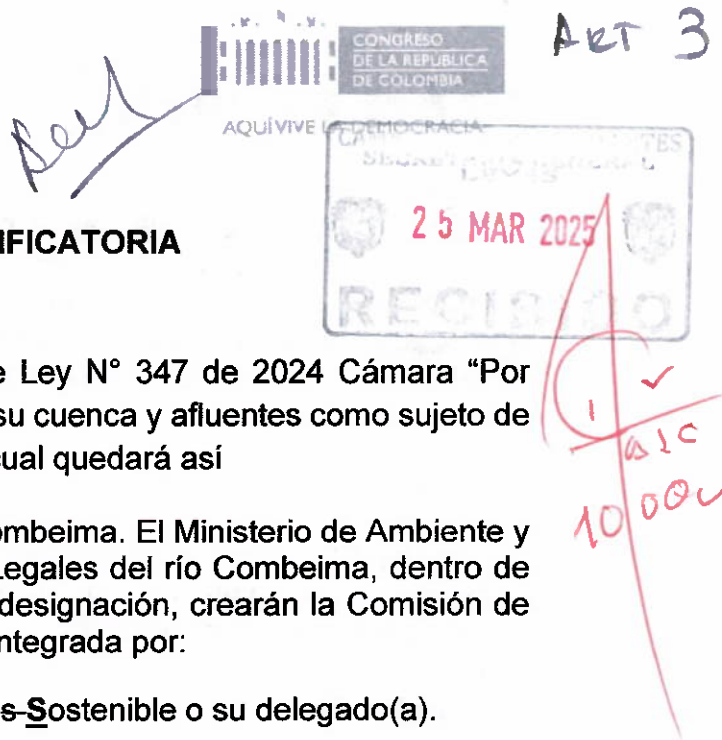 ART 3
CONGRESO
DE LA REPÚBLICA
DE COLOMBIA
AQUÍVIVE LA DEMOCRACIA
25 MAR 2025
RECIBIDO
IFICATORIA
e Ley N° 347 de 2024 Cámara “Por
su cuenca y afluentes como sujeto de
cual quedará así
ombeima. El Ministerio de Ambiente y
Legales del río Combeima, dentro de
designación, crearán la Comisión de
ntegrada por:
s Sostenible o su delegado(a).